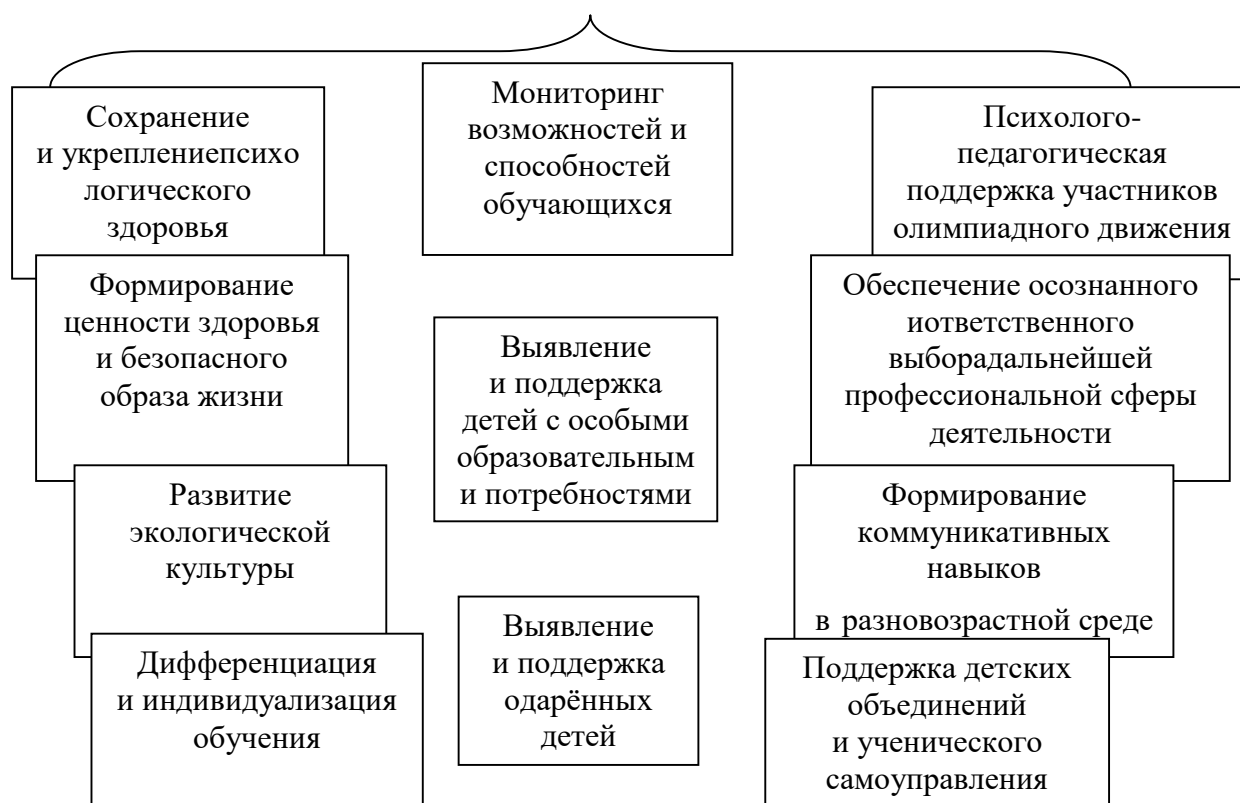 Сохранение
и укреплениепсихо
логического
здоровья
Формирование
ценности здоровья
и безопасного
образа жизни
Развитие
экологической
культуры
Дифференциация
и индивидуализация
обучения
Мониторинг
возможностей и
способностей
обучающихся
Выявление
и поддержка
детей с особыми
образовательным
и потребностями
Выявление
и поддержка
одарённых
детей
Психолого-
педагогическая
поддержка участников
олимпиадного движения
Обеспечение осознанного
иответственного
выборадальнейшей
профессиональной сферы
деятельности
Формирование
коммуникативных
навыков
в разновозрастной среде
Поддержка детских
объединений
и ученического
самоуправления